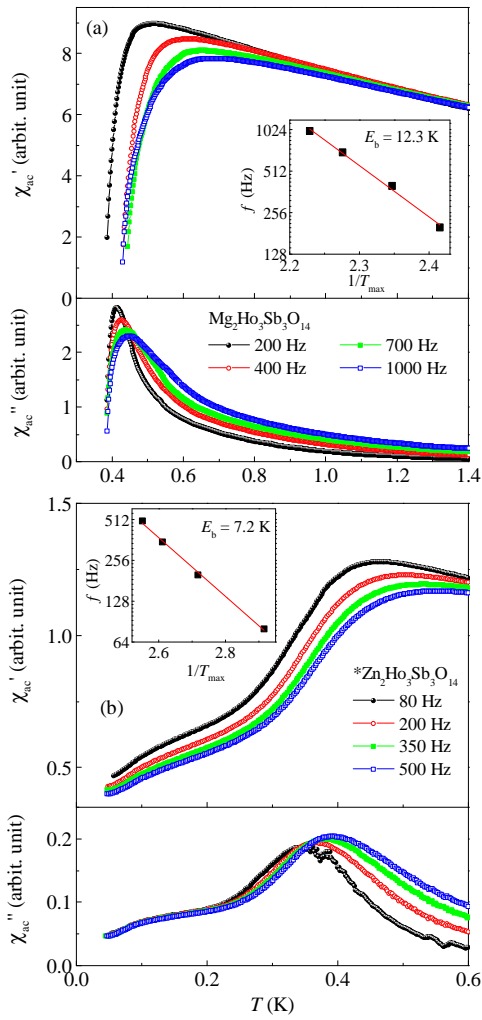 (a)
8
6
4
2
0
χac' (arbit. unit)
Eb = 12.3 K
1024
512
256
128
f (Hz)
2.2 2.3 2.4
1/Tmax
Mg2Ho3Sb3O14
200 Hz 700 Hz
400 Hz 1000 Hz
2
1
0
χac'' (arbit. unit)
0.4 0.6 0.8 1.0 1.2 1.4
1.5
1.0
0.5
χac' (arbit. unit)
Eb = 7.2 K
512
256
128
64
f (Hz)
2.6 2.8
1/Tmax
(b)
*Zn2Ho3Sb3O14
80 Hz
200 Hz
350 Hz
500 Hz
0.2
0.1
0.0
χac'' (arbit. unit)
0.0 0.2 0.4 0.6
T (K)